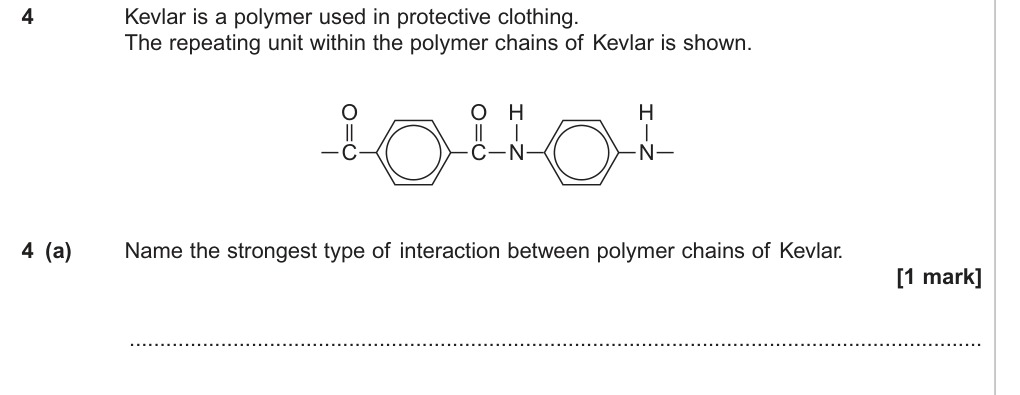 4 Kevlar is a polymer used in protective clothing.
The repeating unit within the polymer chains of Kevlar is shown.
O O H H
C C N N
4 (a) Name the strongest type of interaction between polymer chains of Kevlar.
[1 mark]